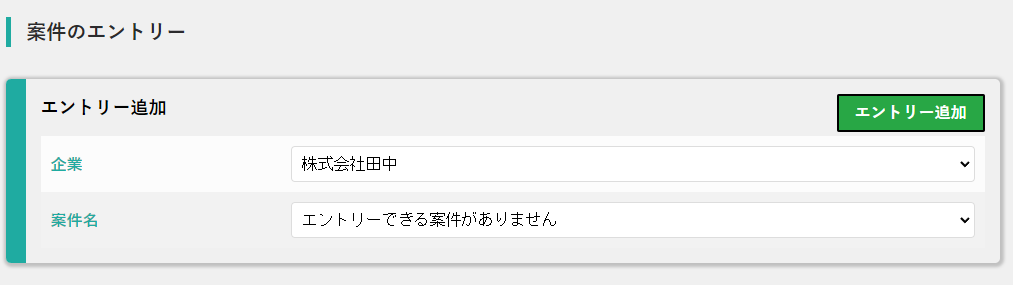 案件のエントリー
エントリー追加
エントリー追加
企業
株式会社田中
案件名
エントリーできる案件がありません